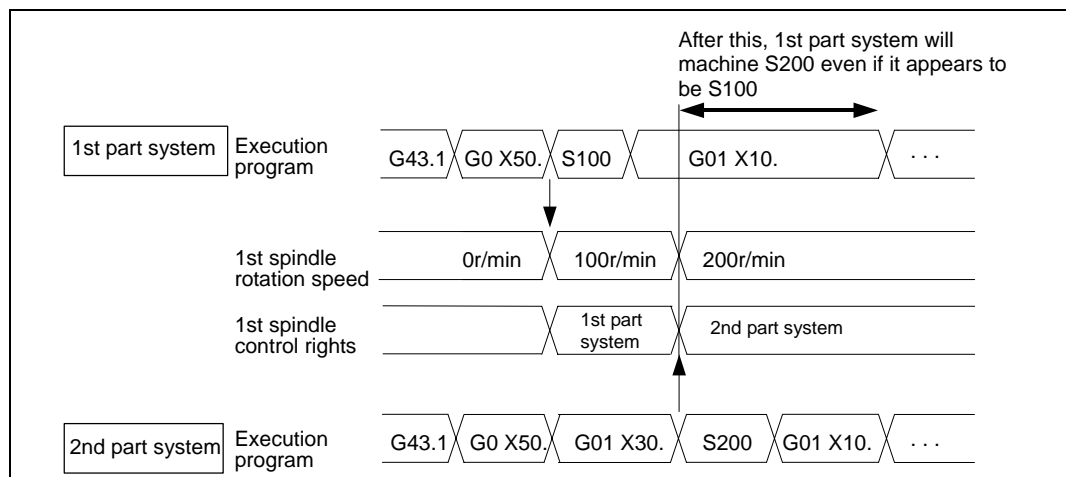 After this, 1st part system will
machine S200 even if it appears to
be S100
1st part system
Execution
program
G43.1
G0 X50.
S100
G01 X10.
. . .
1st spindle
rotation speed
0r/min
100r/min
200r/min
1st spindle
control rights
1st part
system
2nd part system
2nd part system
Execution
program
G43.1
G0 X50.
G01 X30.
S200
G01 X10.
. . .